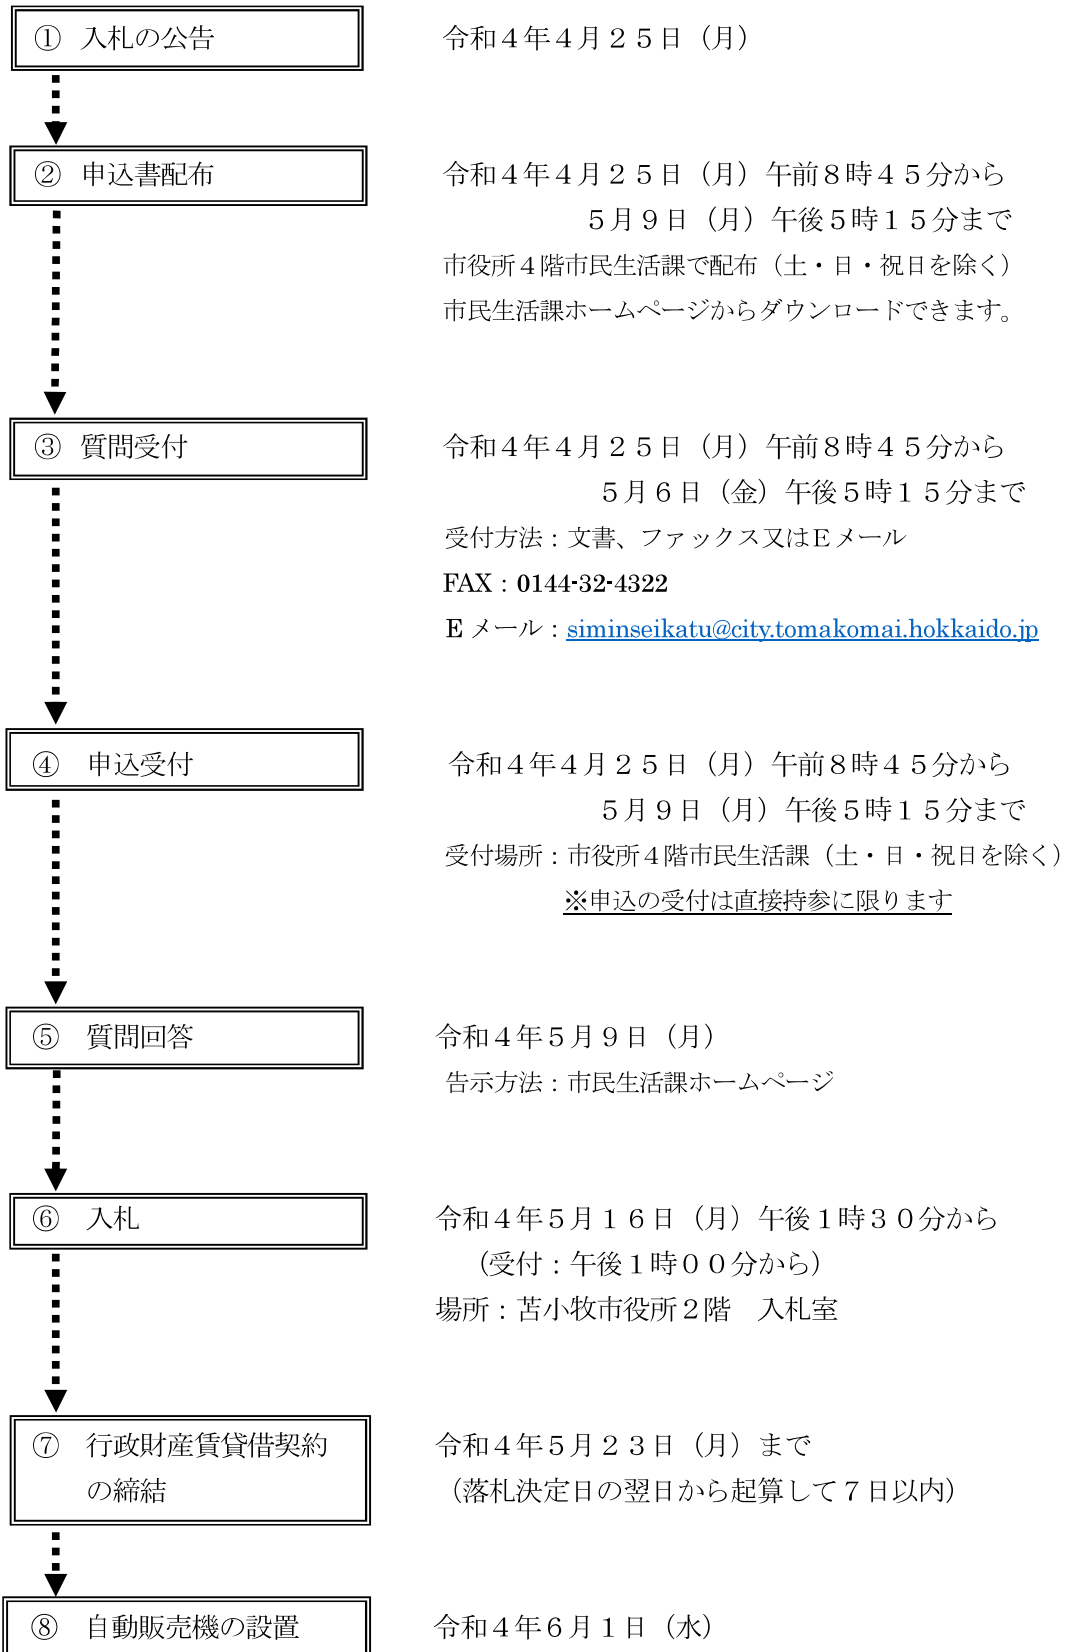 ① 入札の公告
令和４年４月２５日（月）
② 申込書配布
令和４年４月２５日（月）午前８時４５分から
５月９日（月）午後５時１５分まで
市役所４階市民生活課で配布（土・日・祝日を除く）
市民生活課ホームページからダウンロードできます。
③ 質問受付
令和４年４月２５日（月）午前８時４５分から
５月６日（金）午後５時１５分まで
受付方法：文書、ファックス又はＥメール
FAX：0144-32-4322
E メール：siminseikatu@city.tomakomai.hokkaido.jp
④ 申込受付
令和４年４月２５日（月）午前８時４５分から
５月９日（月）午後５時１５分まで
受付場所：市役所４階市民生活課（土・日・祝日を除く）
※申込の受付は直接持参に限ります
⑤ 質問回答
令和４年５月９日（月）
告示方法：市民生活課ホームページ
⑥ 入札
令和４年５月１６日（月）午後１時３０分から
（受付：午後１時００分から）
場所：苫小牧市役所２階　入札室
⑦ 行政財産賃貸借契約
の締結
令和４年５月２３日（月）まで
（落札決定日の翌日から起算して７日以内）
⑧ 自動販売機の設置
令和４年６月１日（水）